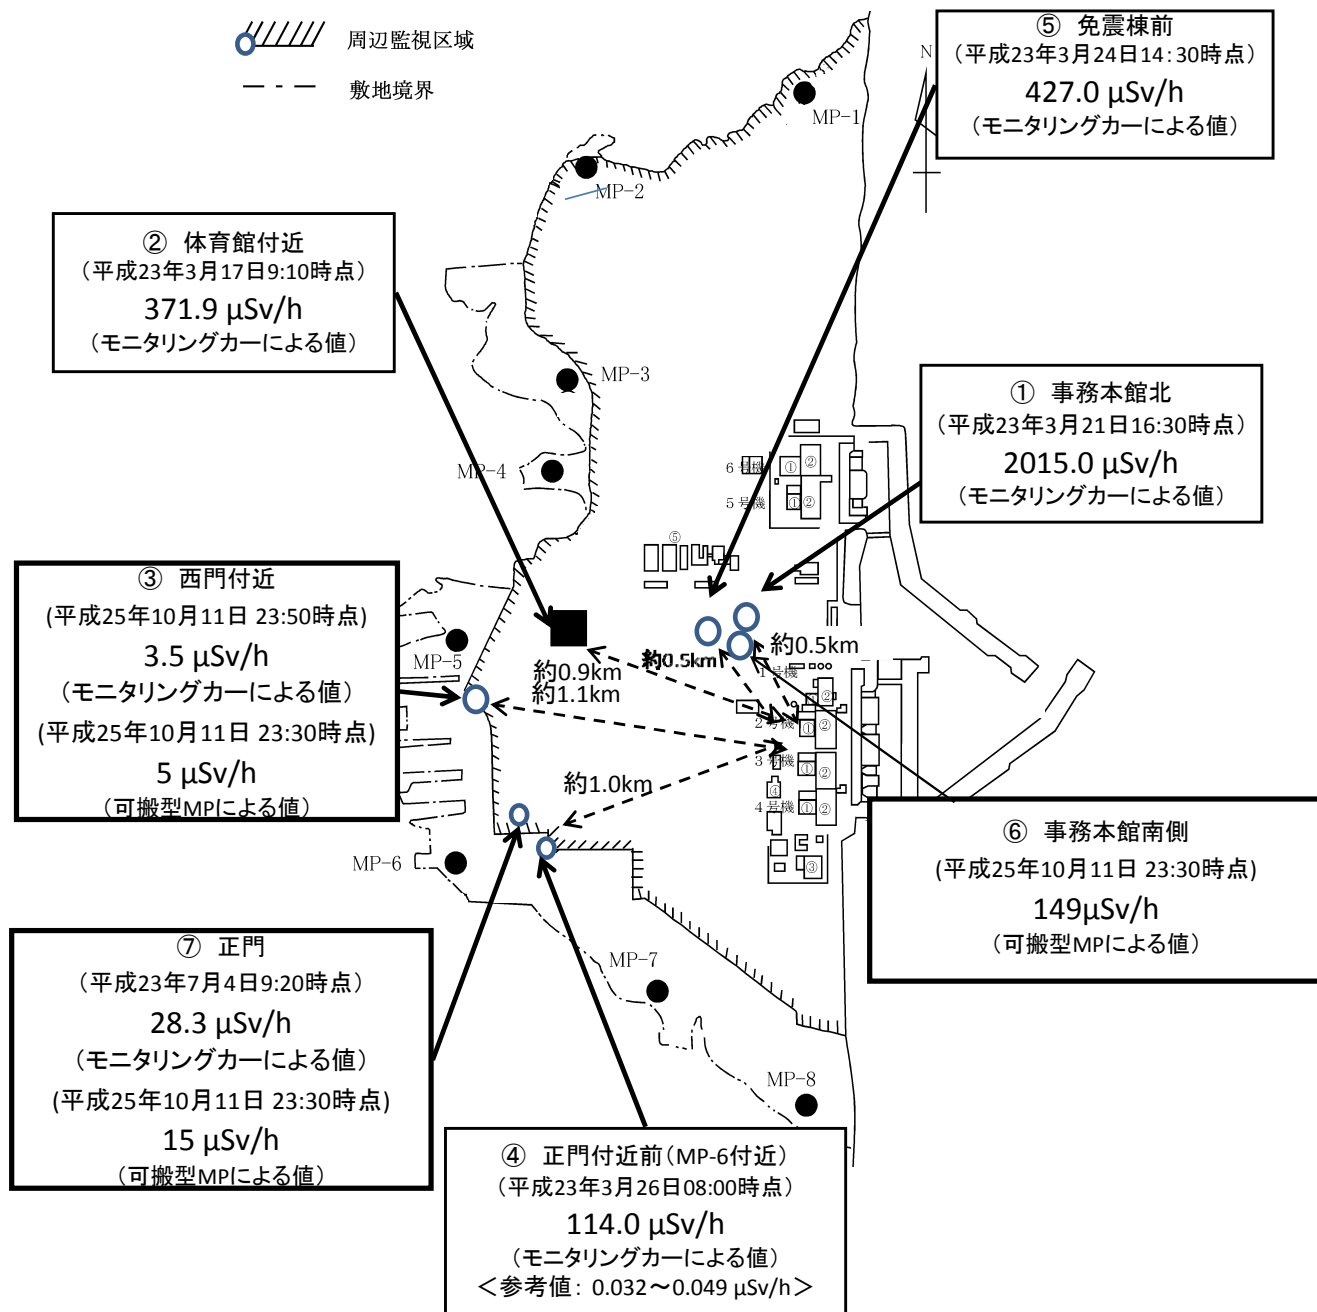 周辺監視区域
敷地境界
⑤ 免震棟前
（平成23年3月24日14:30時点）
427.0 μSv/h
（モニタリングカーによる値）
N
MP-1
MP-2
② 体育館付近
（平成23年3月17日9:10時点）
371.9 μSv/h
（モニタリングカーによる値）
MP-3
① 事務本館北
（平成23年3月21日16:30時点）
2015.0 μSv/h
（モニタリングカーによる値）
MP-4
6号機
①
②
5号機
①
②
⑤
③ 西門付近
(平成25年10月11日 23:50時点)
3.5 μSv/h
（モニタリングカーによる値）
(平成25年10月11日 23:30時点)
5 μSv/h
（可搬型MPによる値）
MP-5
約0.9km
約1.1km
約0.5km
約0.5km
1号機
②
2号機
①
②
3号機
①
②
④
4号機
①
②
③
約1.0km
MP-6
⑥ 事務本館南側
(平成25年10月11日 23:30時点)
149μSv/h
（可搬型MPによる値）
⑦ 正門
（平成23年7月4日9:20時点）
28.3 μSv/h
（モニタリングカーによる値）
(平成25年10月11日 23:30時点)
15 μSv/h
（可搬型MPによる値）
MP-7
MP-8
④ 正門付近前（MP-6付近）
（平成23年3月26日08:00時点）
114.0 μSv/h
（モニタリングカーによる値）
＜参考値: 0.032～0.049 μSv/h＞